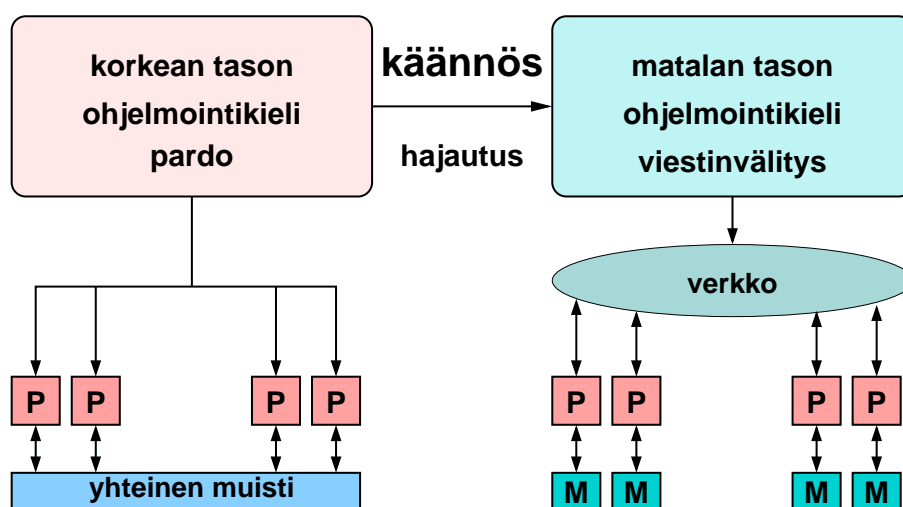 korkean tason
ohjelmointikieli
pardo
käännös
hajautus
matalan tason
ohjelmointikieli
viestinvälitys
verkko
P P P P
P P P P
yhteinen muisti
M M M M